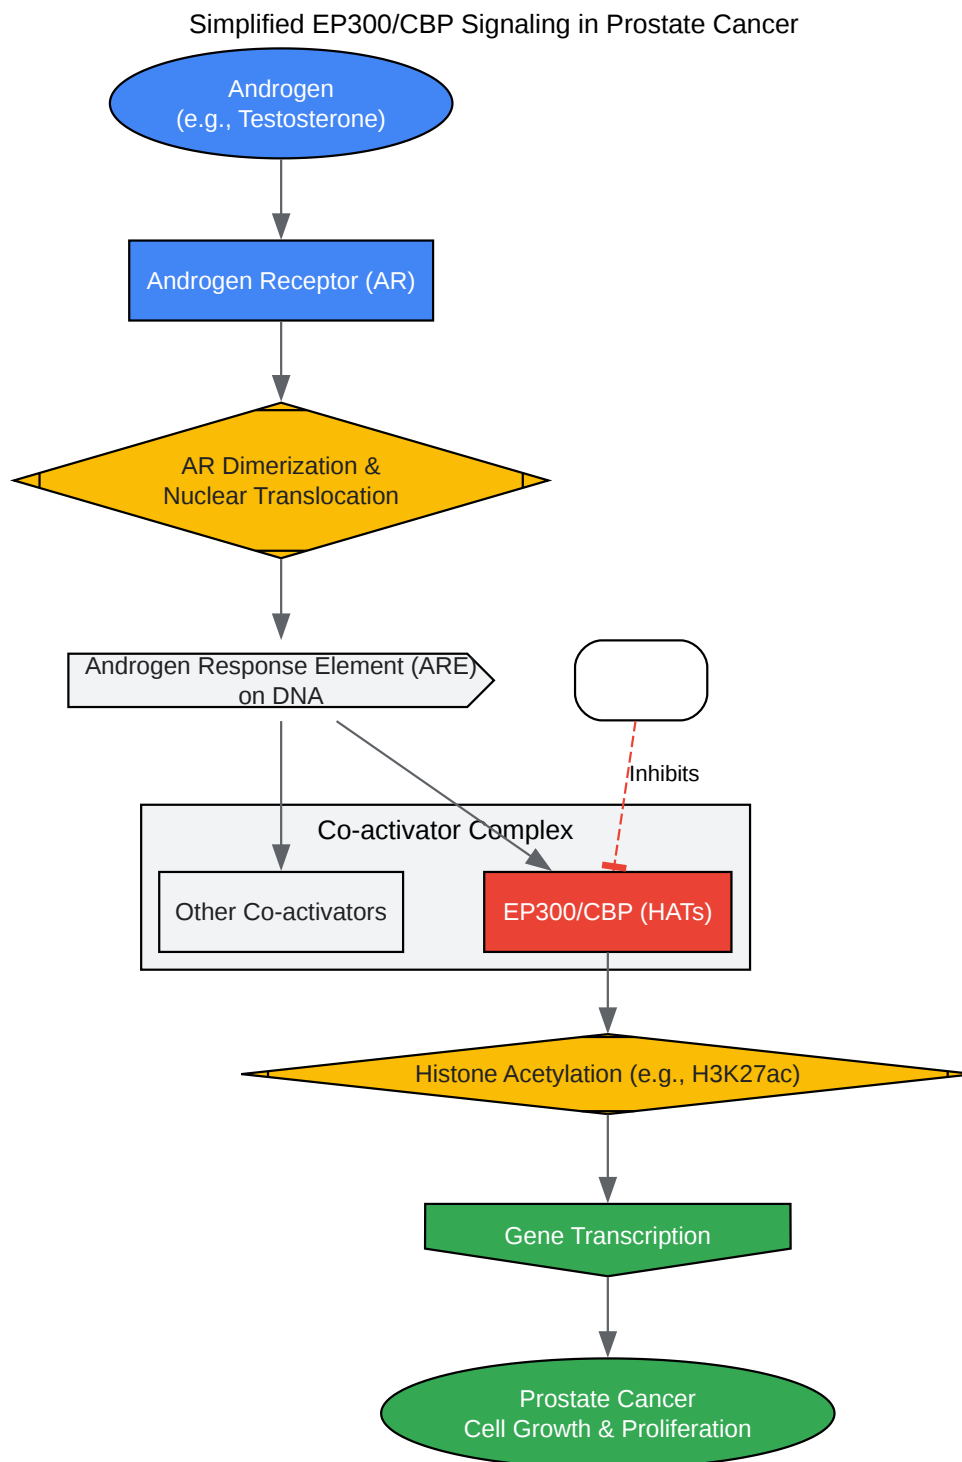 Simplified EP300/CBP Signaling in Prostate Cancer
Androgen
(e.g., Testosterone)
Androgen Receptor (AR)
AR Dimerization &
Nuclear Translocation
Androgen Response Element (ARE)
on DNA
Inhibits
Co-activator Complex
Other Co-activators
EP300/CBP (HATs)
Histone Acetylation (e.g., H3K27ac)
Gene Transcription
Prostate Cancer
Cell Growth & Proliferation